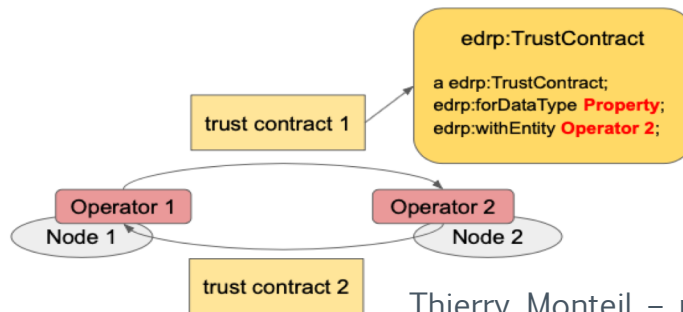 edrp:TrustContract
a edrp:TrustContract;
edrp:forDataType Property;
edrp:withEntity Operator 2;
trust contract 1
Operator 1
Operator 2
Node 1
Node 2
trust contract 2
Thierry Monteil –